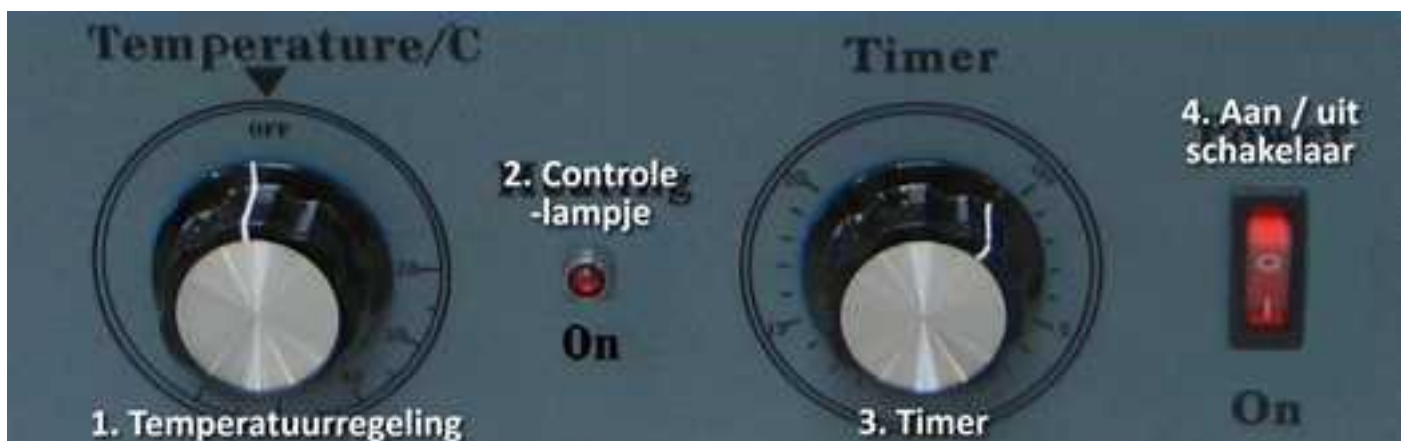 Temperature/C
OFF
1. Temperatuurregeling
2. Controle
-lampje
On
Timer
3. Timer
4. Aan / uit
schakelaar
On